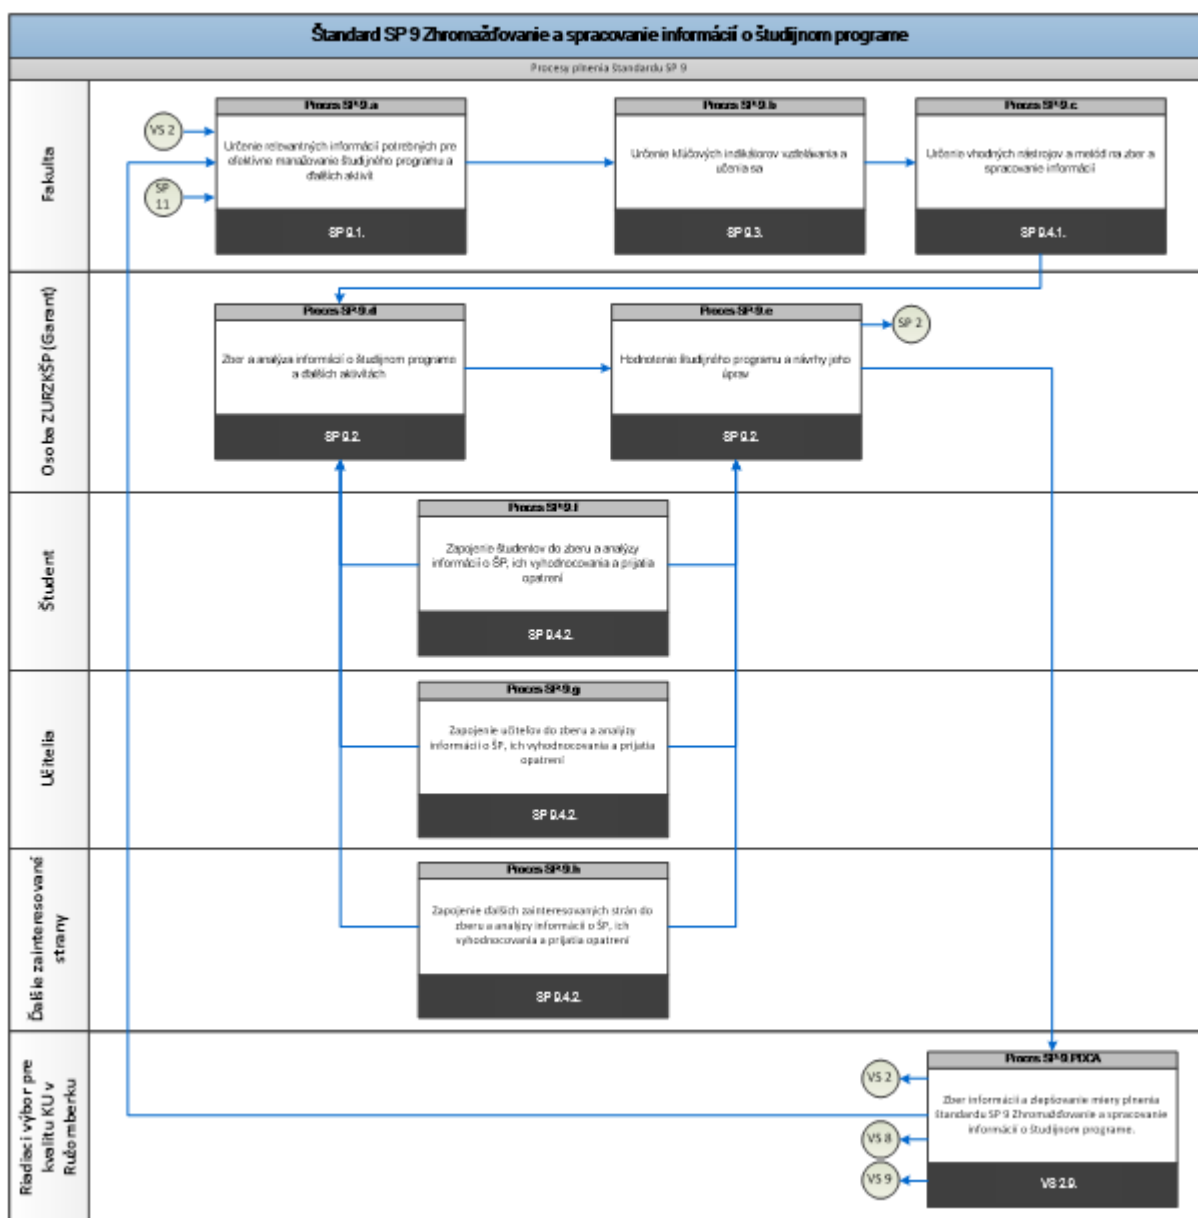 Štandard SP 9 Zhromažďovanie a spracovanie informácií o študijnom programe
Procesy plnenia štandardu SP 9
Fakulta
VS 2
SP
11
Proces SP 9.a
Určenie relevantných informácií potrebných pre
efektívne manažovanie študijného programu a
ďalších aktivít
SP 9.1.
Proces SP 9.b
Určenie kľúčových indikátorov vzdelávania a
učenia sa
SP 9.3.
Proces SP 9.c
Určenie vhodných nástrojov a metód na zber a
spracovanie informácií
SP 9.4.1.
Osoba ZURZKŠP (Garant)
Proces SP 9.d
Zber a analýza informácií o študijnom programe
a ďalších aktivitách
SP 9.2.
Proces SP 9.e
Hodnotenie študijného programu a návrhy jeho
úprav
SP 9.2.
SP 2
Študent
Proces SP 9.f
Zapojenie študentov do zberu a analýzy
informácií o ŠP, ich vyhodnocovania a prijatia
opatrení
SP 9.4.2.
Učitelia
Proces SP 9.g
Zapojenie učiteľov do zberu a analýzy
informácií o ŠP, ich vyhodnocovania a prijatia
opatrení
SP 9.4.2.
Ďalšie zainteresované
strany
Proces SP 9.h
Zapojenie ďalších zainteresovaných strán do
zberu a analýzy informácií o ŠP, ich
vyhodnocovania a prijatia opatrení
SP 9.4.2.
Riadiaci výbor pre
kvalitu KU v
Ružomberku
VS 2
VS 8
VS 9
Proces SP 9.PDCA
Zber informácií a zlepšovanie miery plnenia
štandardu SP 9 Zhromažďovanie a spracovanie
informácií o študijnom programe.
VS 2.9.